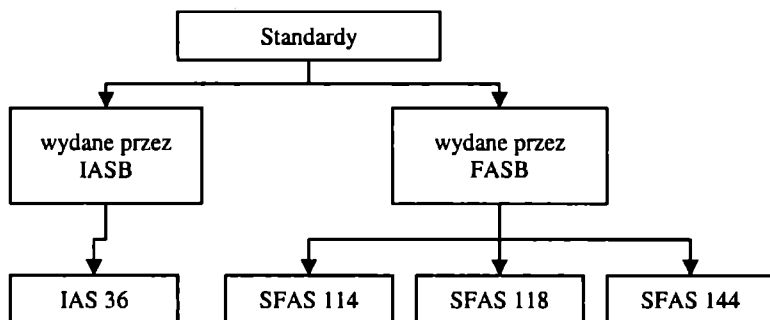 Standardy
wydane przez
IASB
wydane przez
FASB
IAS 36
SFAS 114
SFAS 118
SFAS 144